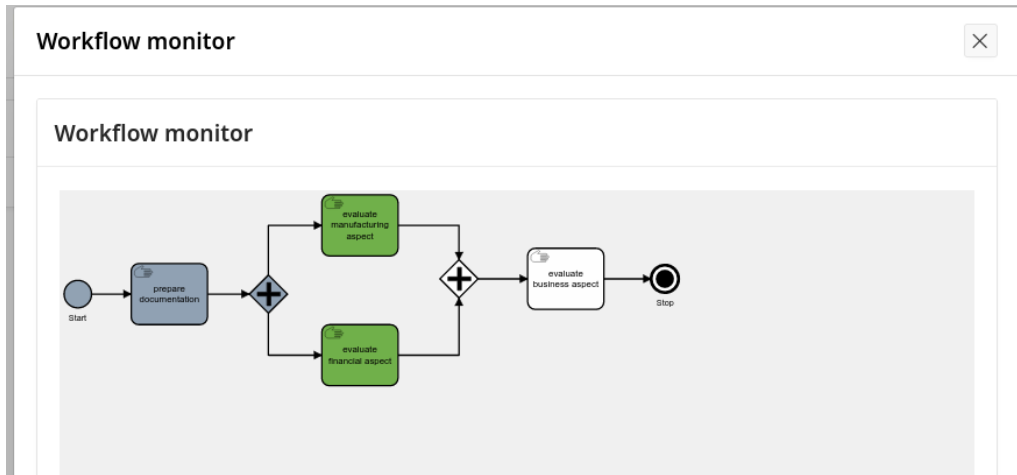 Workflow monitor
Workflow monitor
evaluate
manufacturing
aspect
prepare
documentation
Start
evaluate
business aspect
Stop
evaluate
financial aspect